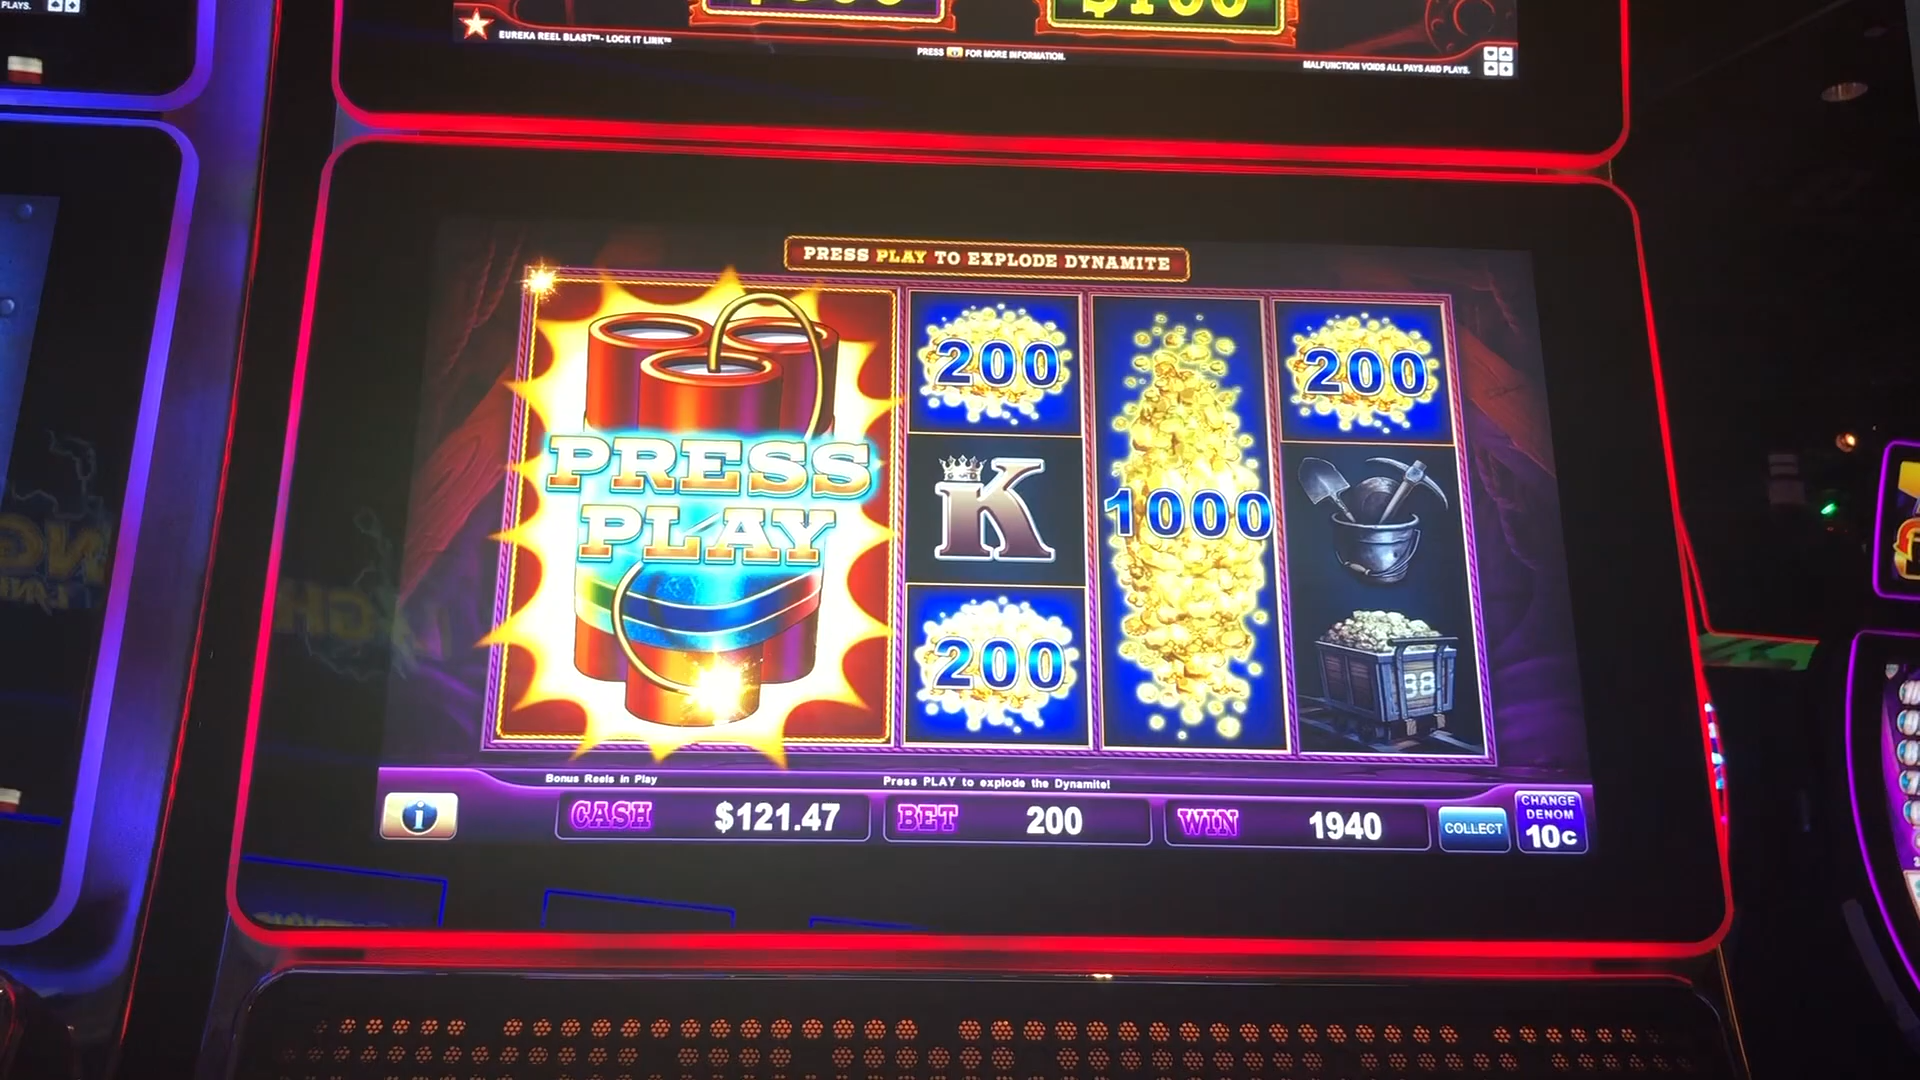 PLAYS.
$160
EUREKA REEL BLAST™ - LOCK IT LINK™
PRESS FOR MORE INFORMATION.
MALFUNCTION VOIDS ALL PAYS AND PLAYS.
PRESS PLAY TO EXPLODE DYNAMITE
200
200
PRESS
PLAY
K
1000
200
38
Bonus Reels in Play
Press PLAY to explode the Dynamite!
i
CASH $121.47
BET 200
WIN 1940
COLLECT
CHANGE
DENOM
10¢